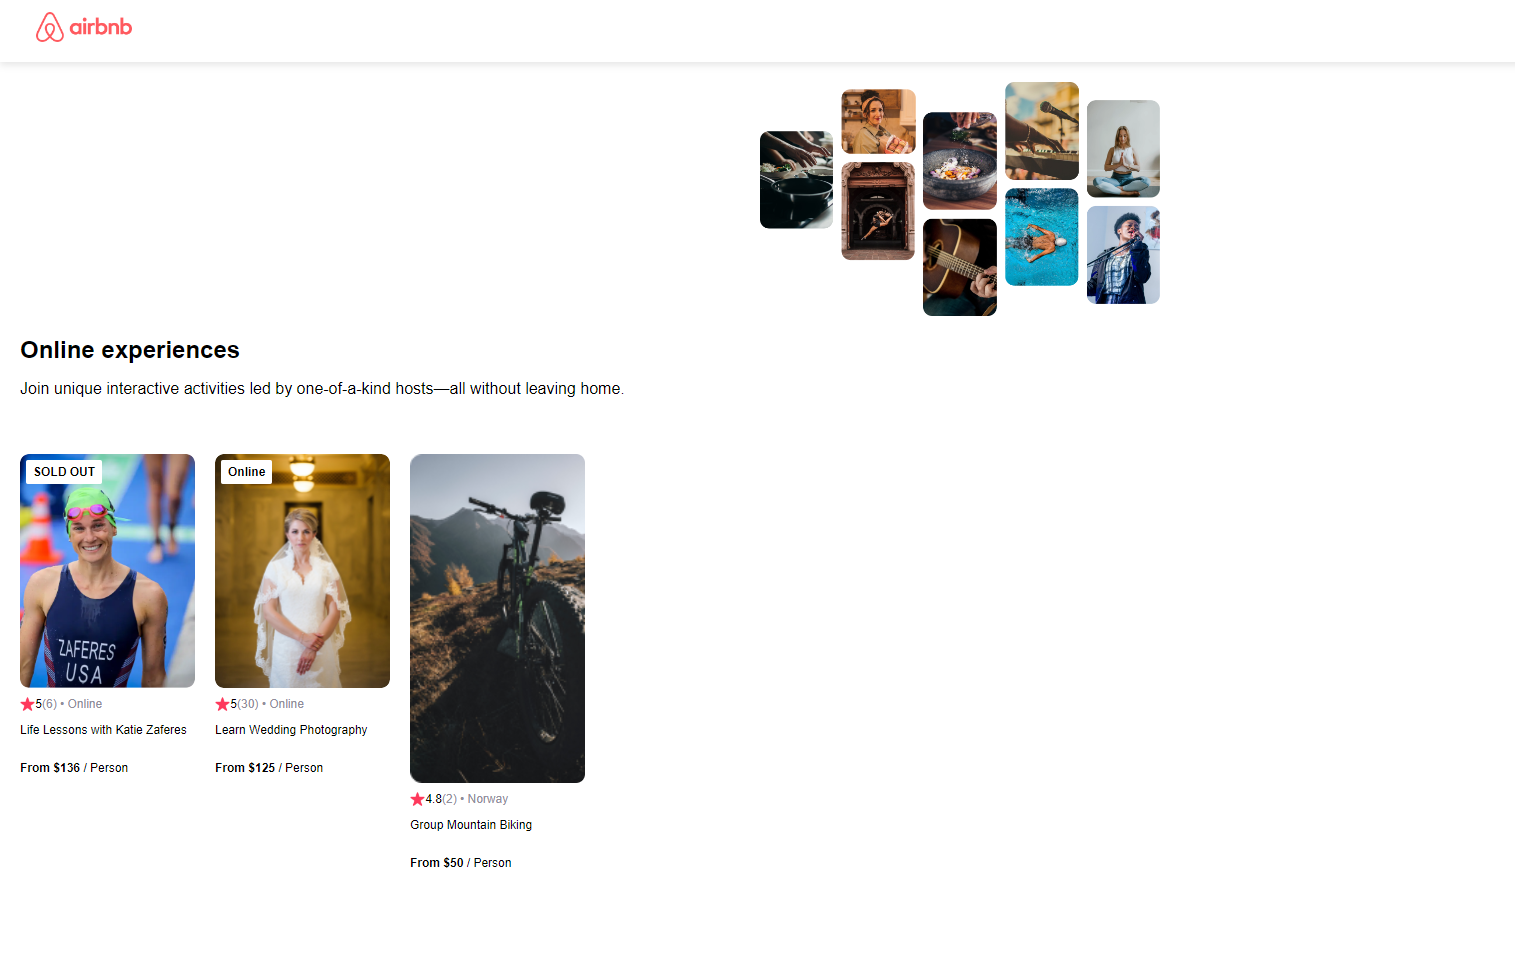 airbnb
Online experiences
Join unique interactive activities led by one-of-a-kind hosts—all without leaving home.
SOLD OUT
ZAFERES
USA
5(6) • Online
Life Lessons with Katie Zaferes
From $136 / Person
Online
5(30) • Online
Learn Wedding Photography
From $125 / Person
4.8(2) • Norway
Group Mountain Biking
From $50 / Person